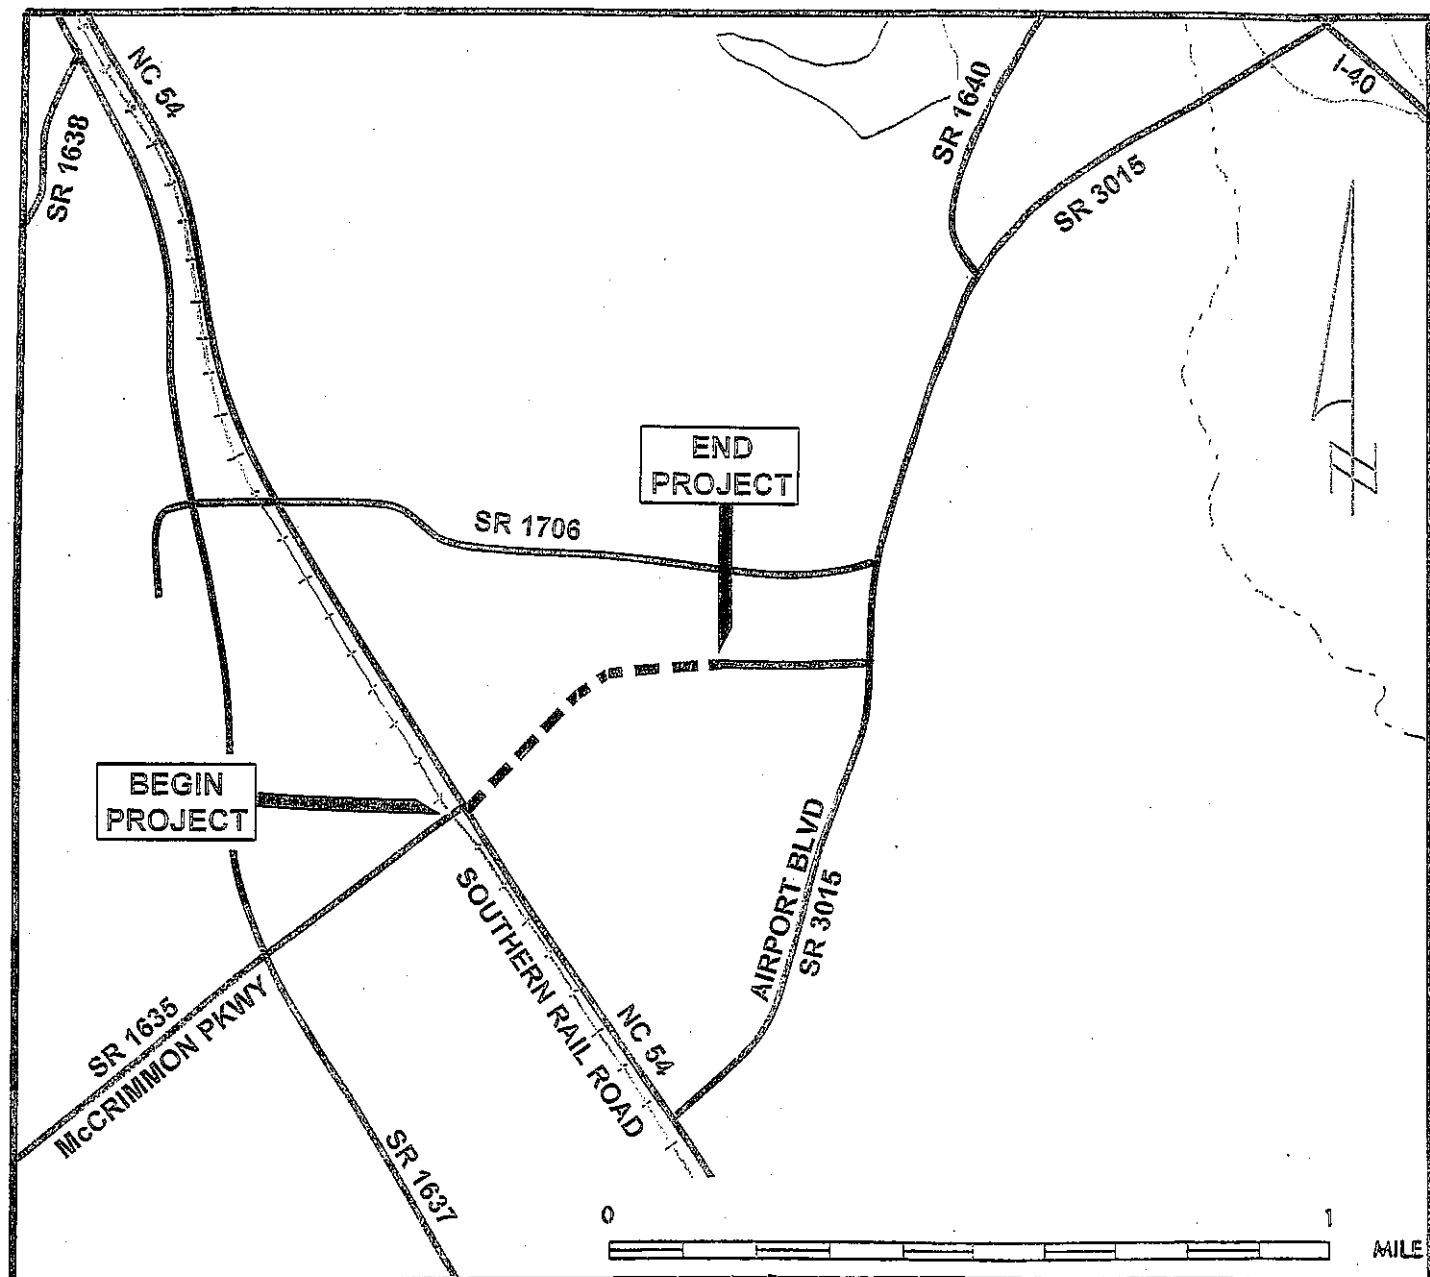 NC 54
SR 1638
SR 1640
I-40
SR 3015
END
PROJECT
SR 1706
BEGIN
PROJECT
AIRPORT BLVD
SR 3015
SOUTHERN RAIL ROAD
NC 54
SR 1635
McCRIMMON PKWY
SR 1637
0
1
MILE
N